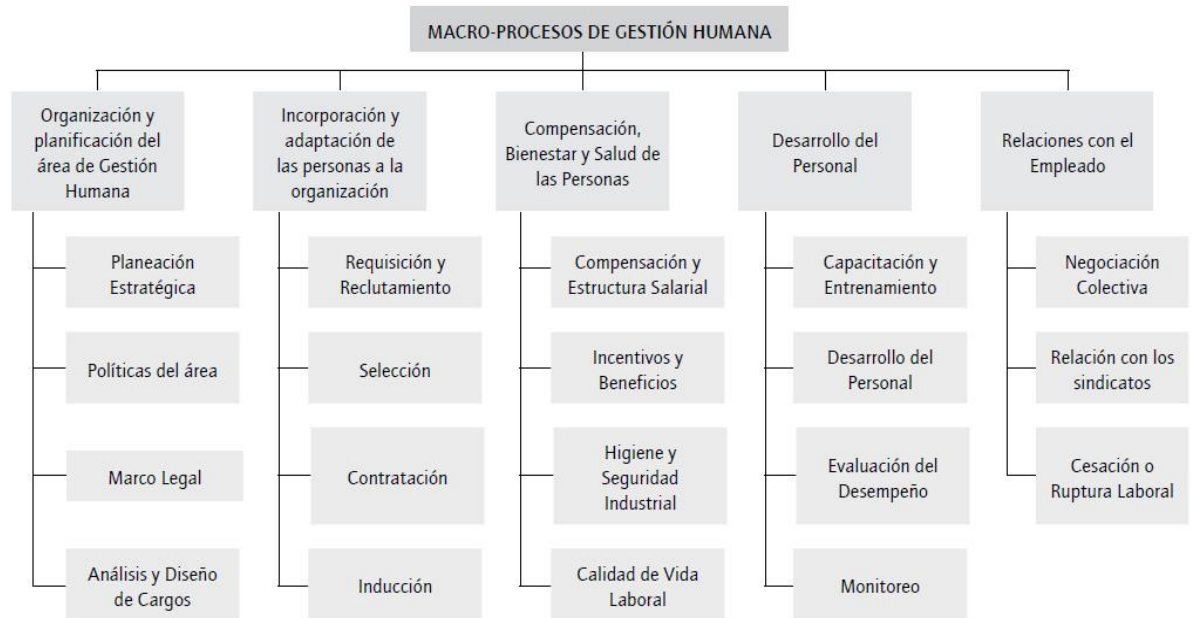 MACRO-PROCESOS DE GESTIÓN HUMANA
Organización y
planificación del
área de Gestión
Humana
Planeación
Estratégica
Políticas del área
Marco Legal
Análisis y Diseño
de Cargos
Incorporación y
adaptación de
las personas a la
organización
Requisición y
Reclutamiento
Selección
Contratación
Inducción
Compensación,
Bienestar y Salud de
las Personas
Compensación y
Estructura Salarial
Incentivos y
Beneficios
Higiene y
Seguridad
Industrial
Calidad de Vida
Laboral
Desarrollo del
Personal
Capacitación y
Entrenamiento
Desarrollo del
Personal
Evaluación del
Desempeño
Monitoreo
Relaciones con el
Empleado
Negociación
Colectiva
Relación con los
sindicatos
Cesación o
Ruptura Laboral